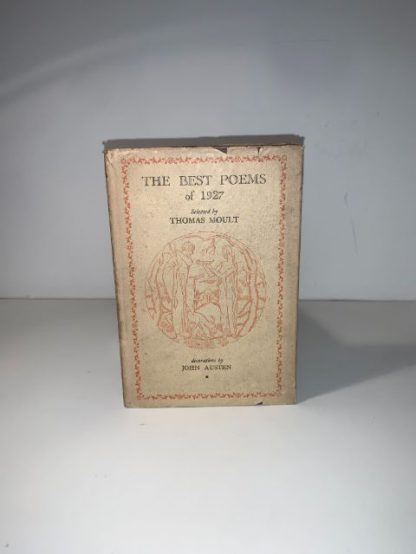 THE BEST POEMS
of 1927
Selected by
THOMAS MOULT
decorations by
JOHN AUSTEN